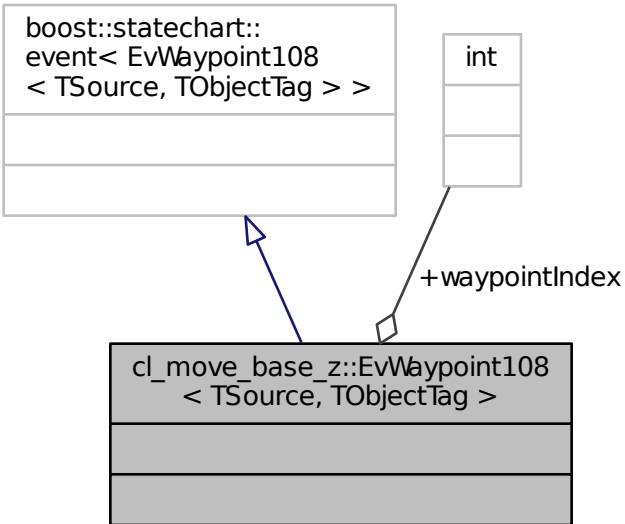 boost::statechart::
event< EvWaypoint108
< TSource, TObjectTag > >
int
+waypointIndex
cl_move_base_z::EvWaypoint108
< TSource, TObjectTag >